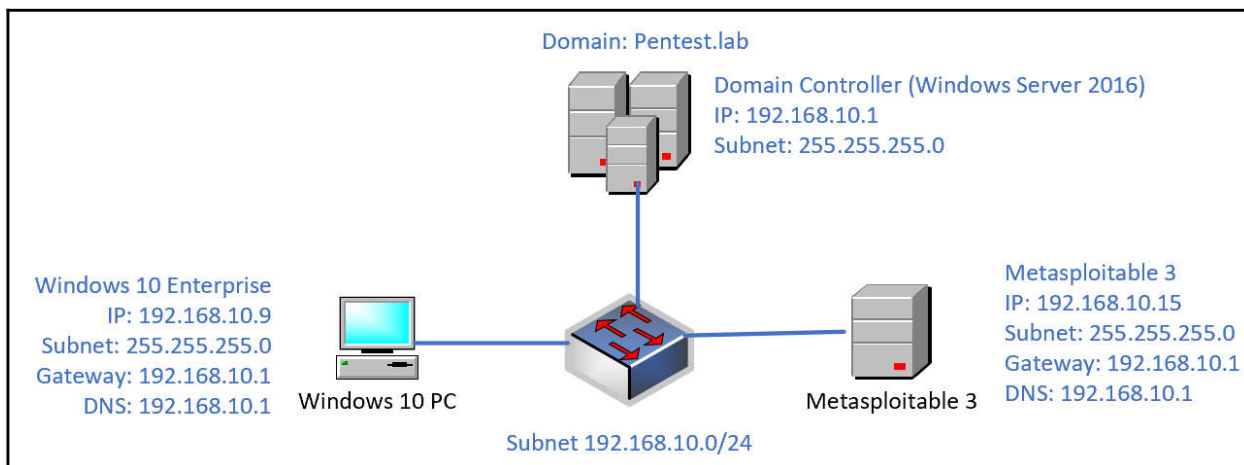 Domain: Pentest.lab
Domain Controller (Windows Server 2016)
IP: 192.168.10.1
Subnet: 255.255.255.0
Windows 10 Enterprise
IP: 192.168.10.9
Subnet: 255.255.255.0
Gateway: 192.168.10.1
DNS: 192.168.10.1
Windows 10 PC
Metasploitable 3
IP: 192.168.10.15
Subnet: 255.255.255.0
Gateway: 192.168.10.1
DNS: 192.168.10.1
Metasploitable 3
Subnet 192.168.10.0/24